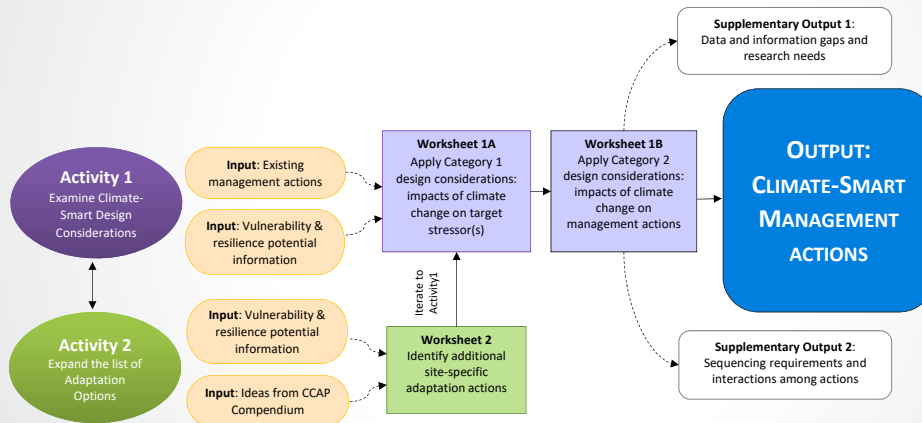 Activity 1
Examine Climate-
Smart Design
Considerations
Activity 2
Expand the list of
Adaptation
Options
Input: Existing
management actions
Input: Vulnerability &
resilience potential
information
Input: Vulnerability &
resilience potential
information
Input: Ideas from CCAP
Compendium
Worksheet 1A
Apply Category 1
design considerations:
impacts of climate
change on target
stressor(s)
Iterate to
Activity1
Worksheet 2
Identify additional
site-specific
adaptation actions
Worksheet 1B
Apply Category 2
design considerations:
impacts of climate
change on
management actions
Supplementary Output 1:
Data and information gaps and
research needs
OUTPUT:
CLIMATE-SMART
MANAGEMENT
ACTIONS
Supplementary Output 2:
Sequencing requirements and
interactions among actions